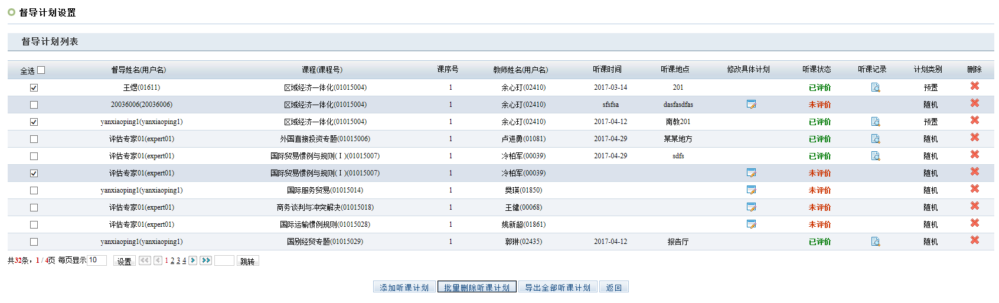 督导计划设置
督导计划列表
全选 督导姓名(用户名) 课程(课程号) 课序号 教师姓名(用户名) 听课时间 听课地点 修改具体计划 听课状态 听课记录 计划类别 删除
王煜(01611) 区域经济一体化(01015004) 1 余心玎(02410) 2017-03-14 201 已评价 预置
20036006(20036006) 区域经济一体化(01015004) 1 余心玎(02410) sfsfsa dasfasdfas 未评价 随机
yanxiaoping1(yanxiaoping1) 区域经济一体化(01015004) 1 余心玎(02410) 2017-04-12 南教201 已评价 预置
评估专家01(expert01) 外国直接投资专题(01015006) 1 卢进勇(01081) 2017-04-29 某某地方 已评价 随机
评估专家01(expert01) 国际贸易惯例与规则(Ⅰ)(01015007) 1 冷柏军(00039) 2017-04-29 sdfs 已评价 随机
评估专家01(expert01) 国际贸易惯例与规则(Ⅰ)(01015007) 1 冷柏军(00039) 未评价 随机
yanxiaoping1(yanxiaoping1) 国际服务贸易(01015014) 1 樊瑛(01850) 未评价 随机
评估专家01(expert01) 商务谈判与冲突解决(01015018) 1 王健(00068) 未评价 随机
评估专家01(expert01) 国际运输惯例规则(01015028) 1 姚新超(01861) 未评价 随机
yanxiaoping1(yanxiaoping1) 国别经贸专题(01015029) 1 郭琳(02435) 2017-04-12 报告厅 已评价 随机
共32条，1 / 4页 每页显示10 设置 1 2 3 4 跳转
添加听课计划 批量删除听课计划 导出全部听课计划 返回